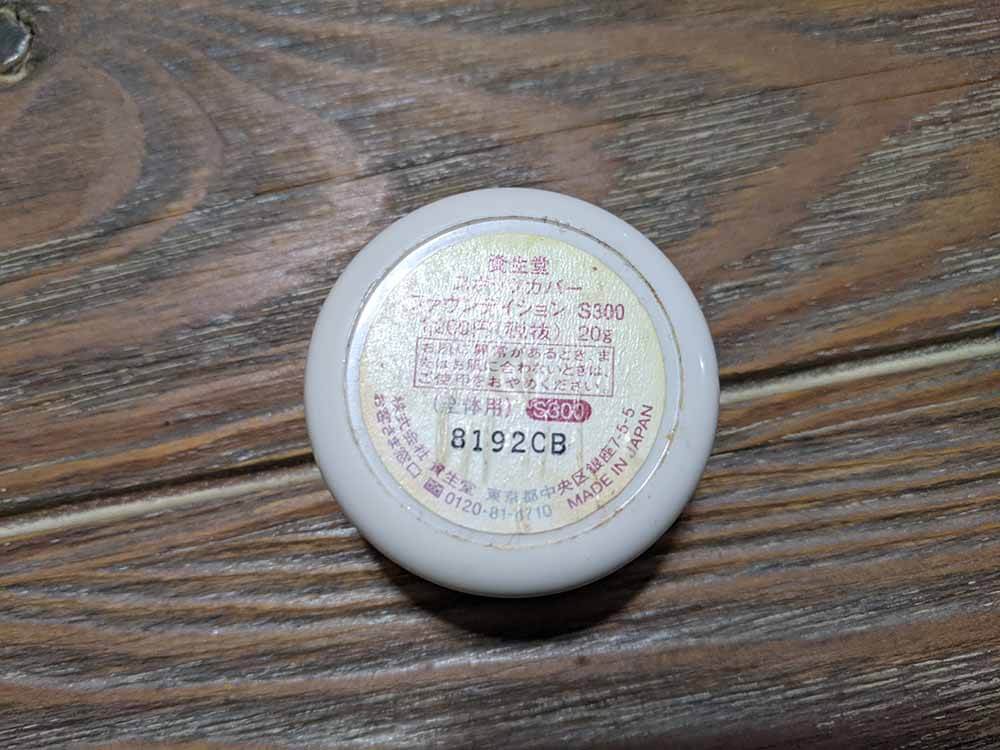 資生堂
スポッツカバー
ファウンデイション S300
1200円(税抜) 20g
ただれ等異常があるとき、ま
たはお肌に合わないときは、
ご使用をおやめください。
(全体用) S300
8192CB
株式会社 資生堂 東京都中央区銀座7-5-5
お客さま窓口 0120-81-4710 MADE IN JAPAN